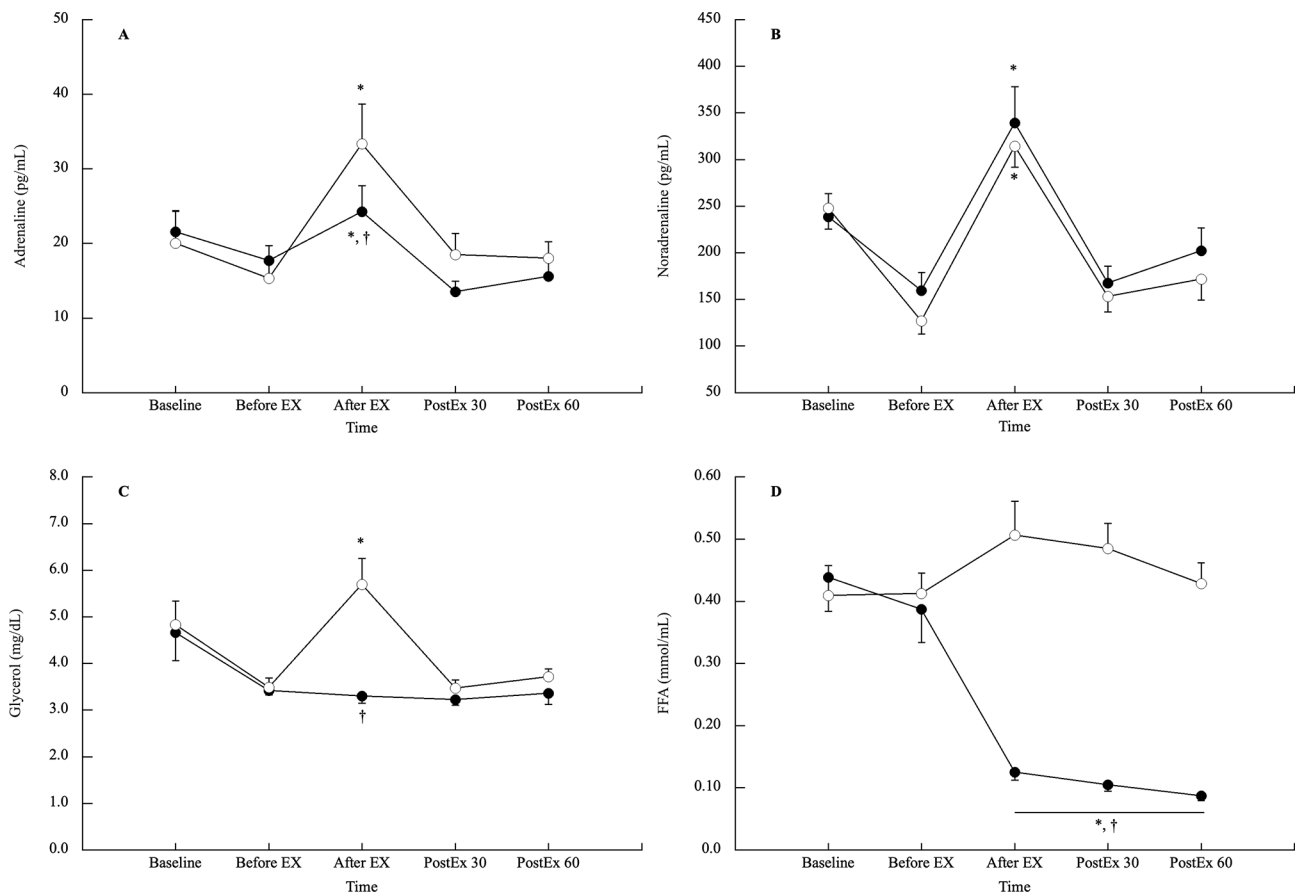 A
Adrenaline (pg/mL)
50
40
30
20
10
0
*
*, †
Baseline Before EX After EX PostEx 30 PostEx 60
Time
B
Noradrenaline (pg/mL)
450
400
350
300
250
200
150
100
50
*
*
Baseline Before EX After EX PostEx 30 PostEx 60
Time
C
Glycerol (mg/dL)
8.0
7.0
6.0
5.0
4.0
3.0
2.0
1.0
0.0
*
†
Baseline Before EX After EX PostEx 30 PostEx 60
Time
D
FFA (mmol/mL)
0.60
0.50
0.40
0.30
0.20
0.10
0.0
*, †
Baseline Before EX After EX PostEx 30 PostEx 60
Time